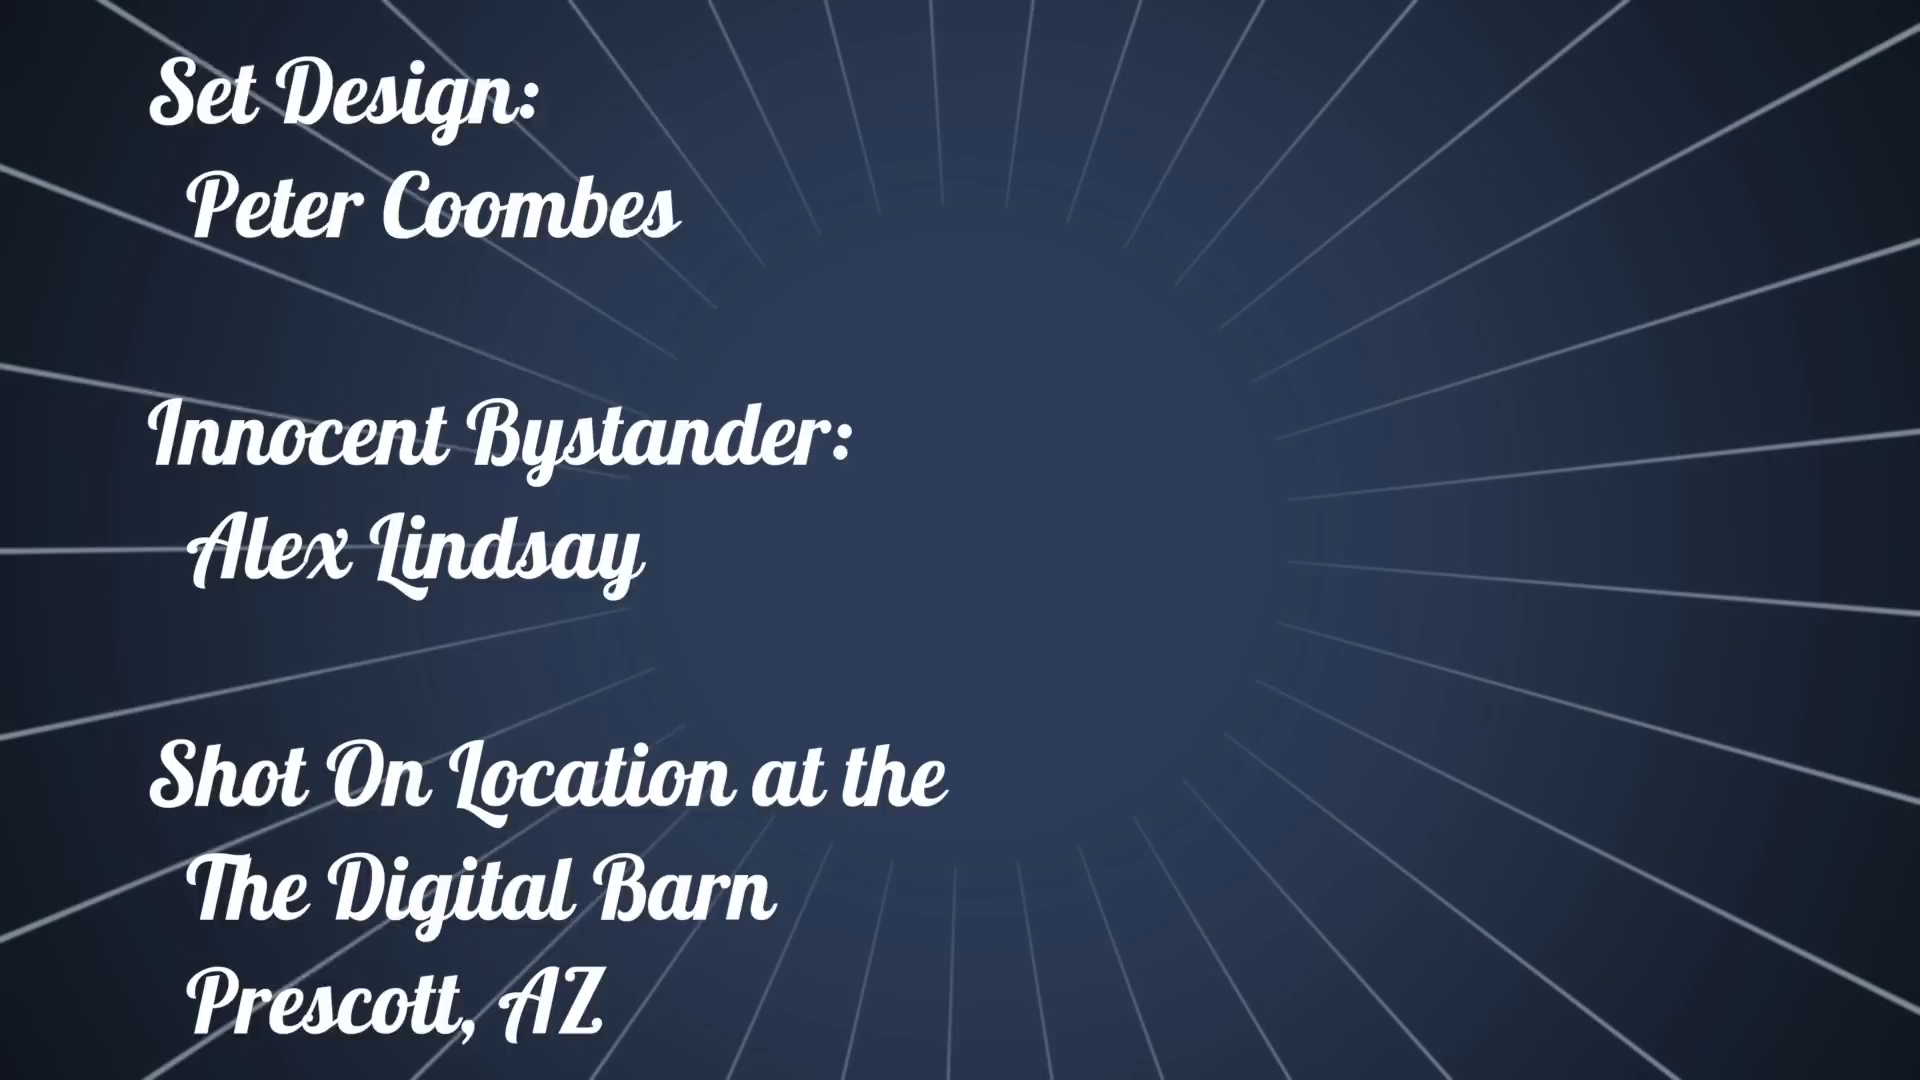 Set Design:
Peter Coombes
Innocent Bystander:
Alex Lindsay
Shot On Location at the
The Digital Barn
Prescott, AZ